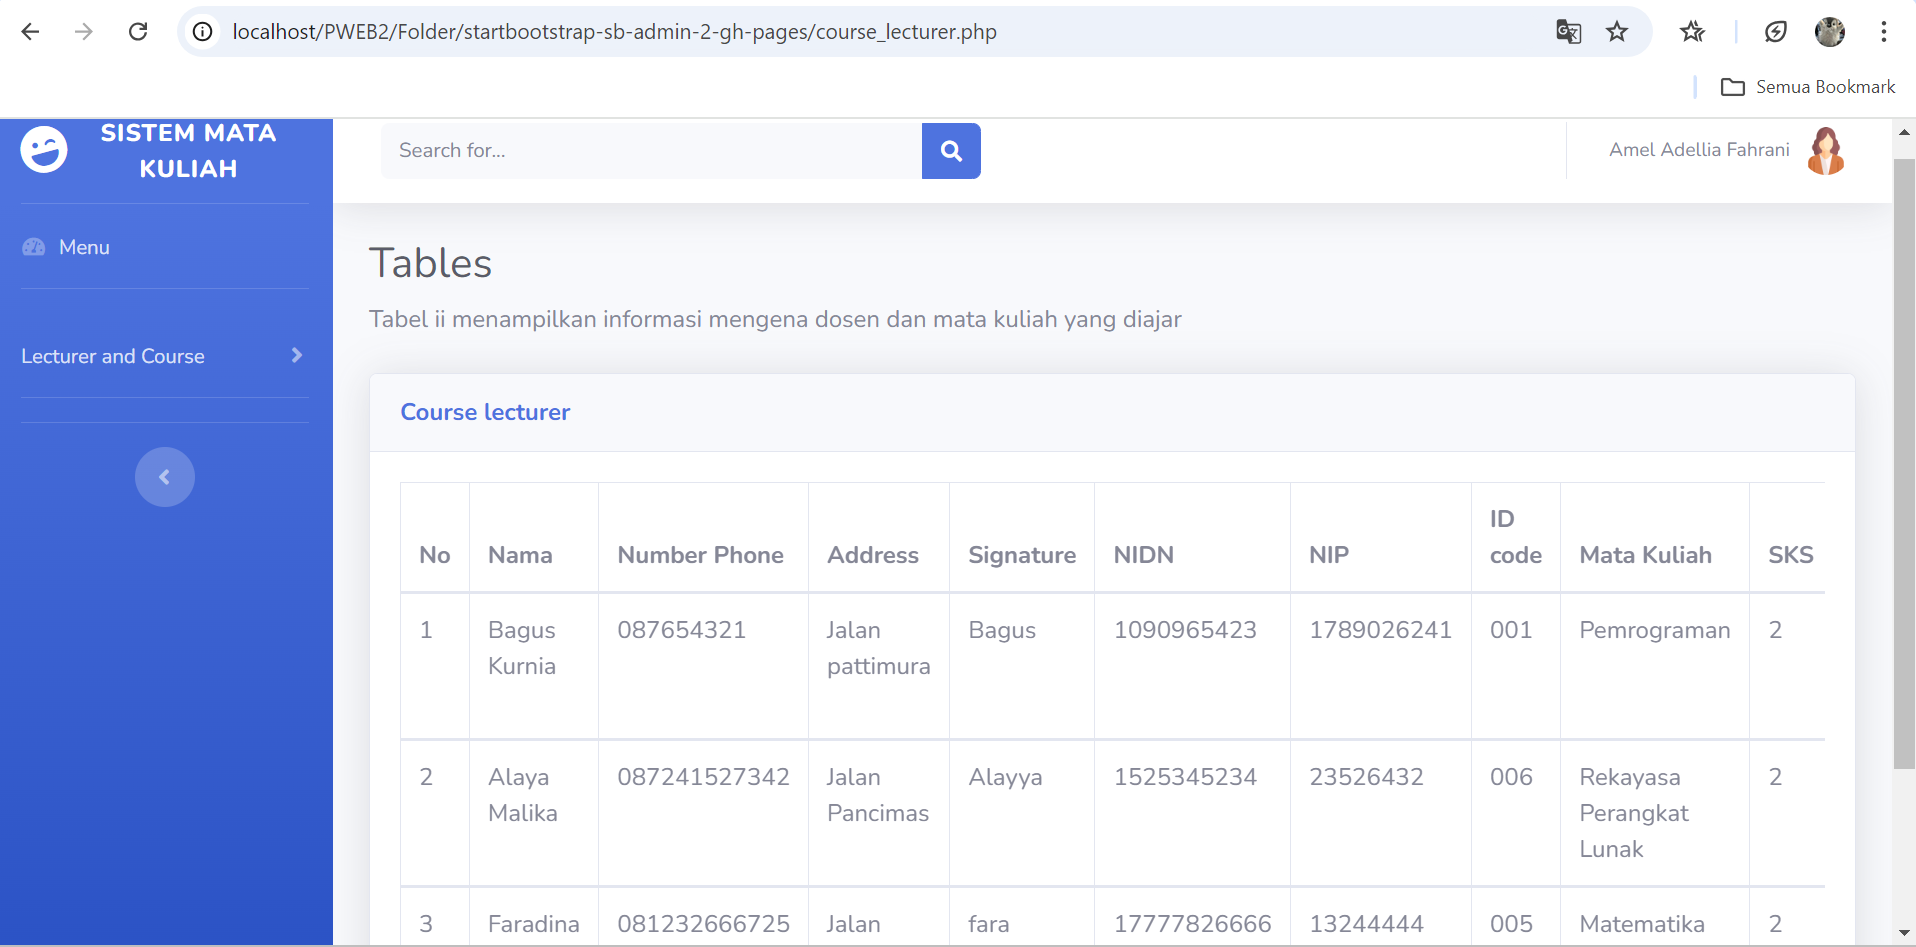 localhost/PWEB2/Folder/startbootstrap-sb-admin-2-gh-pages/course_lecturer.php
Semua Bookmark
SISTEM MATA
KULIAH
Search for...
Amel Adellia Fahrani
Menu
Lecturer and Course
Tables
Tabel ii menampilkan informasi mengena dosen dan mata kuliah yang diajar
Course lecturer
No Nama Number Phone Address Signature NIDN NIP ID code Mata Kuliah SKS
1 Bagus Kurnia 087654321 Jalan pattimura Bagus 1090965423 1789026241 001 Pemrograman 2
2 Alaya Malika 087241527342 Jalan Pancimas Alayya 1525345234 23526432 006 Rekayasa Perangkat Lunak 2
3 Faradina 081232666725 Jalan fara 17777826666 13244444 005 Matematika 2